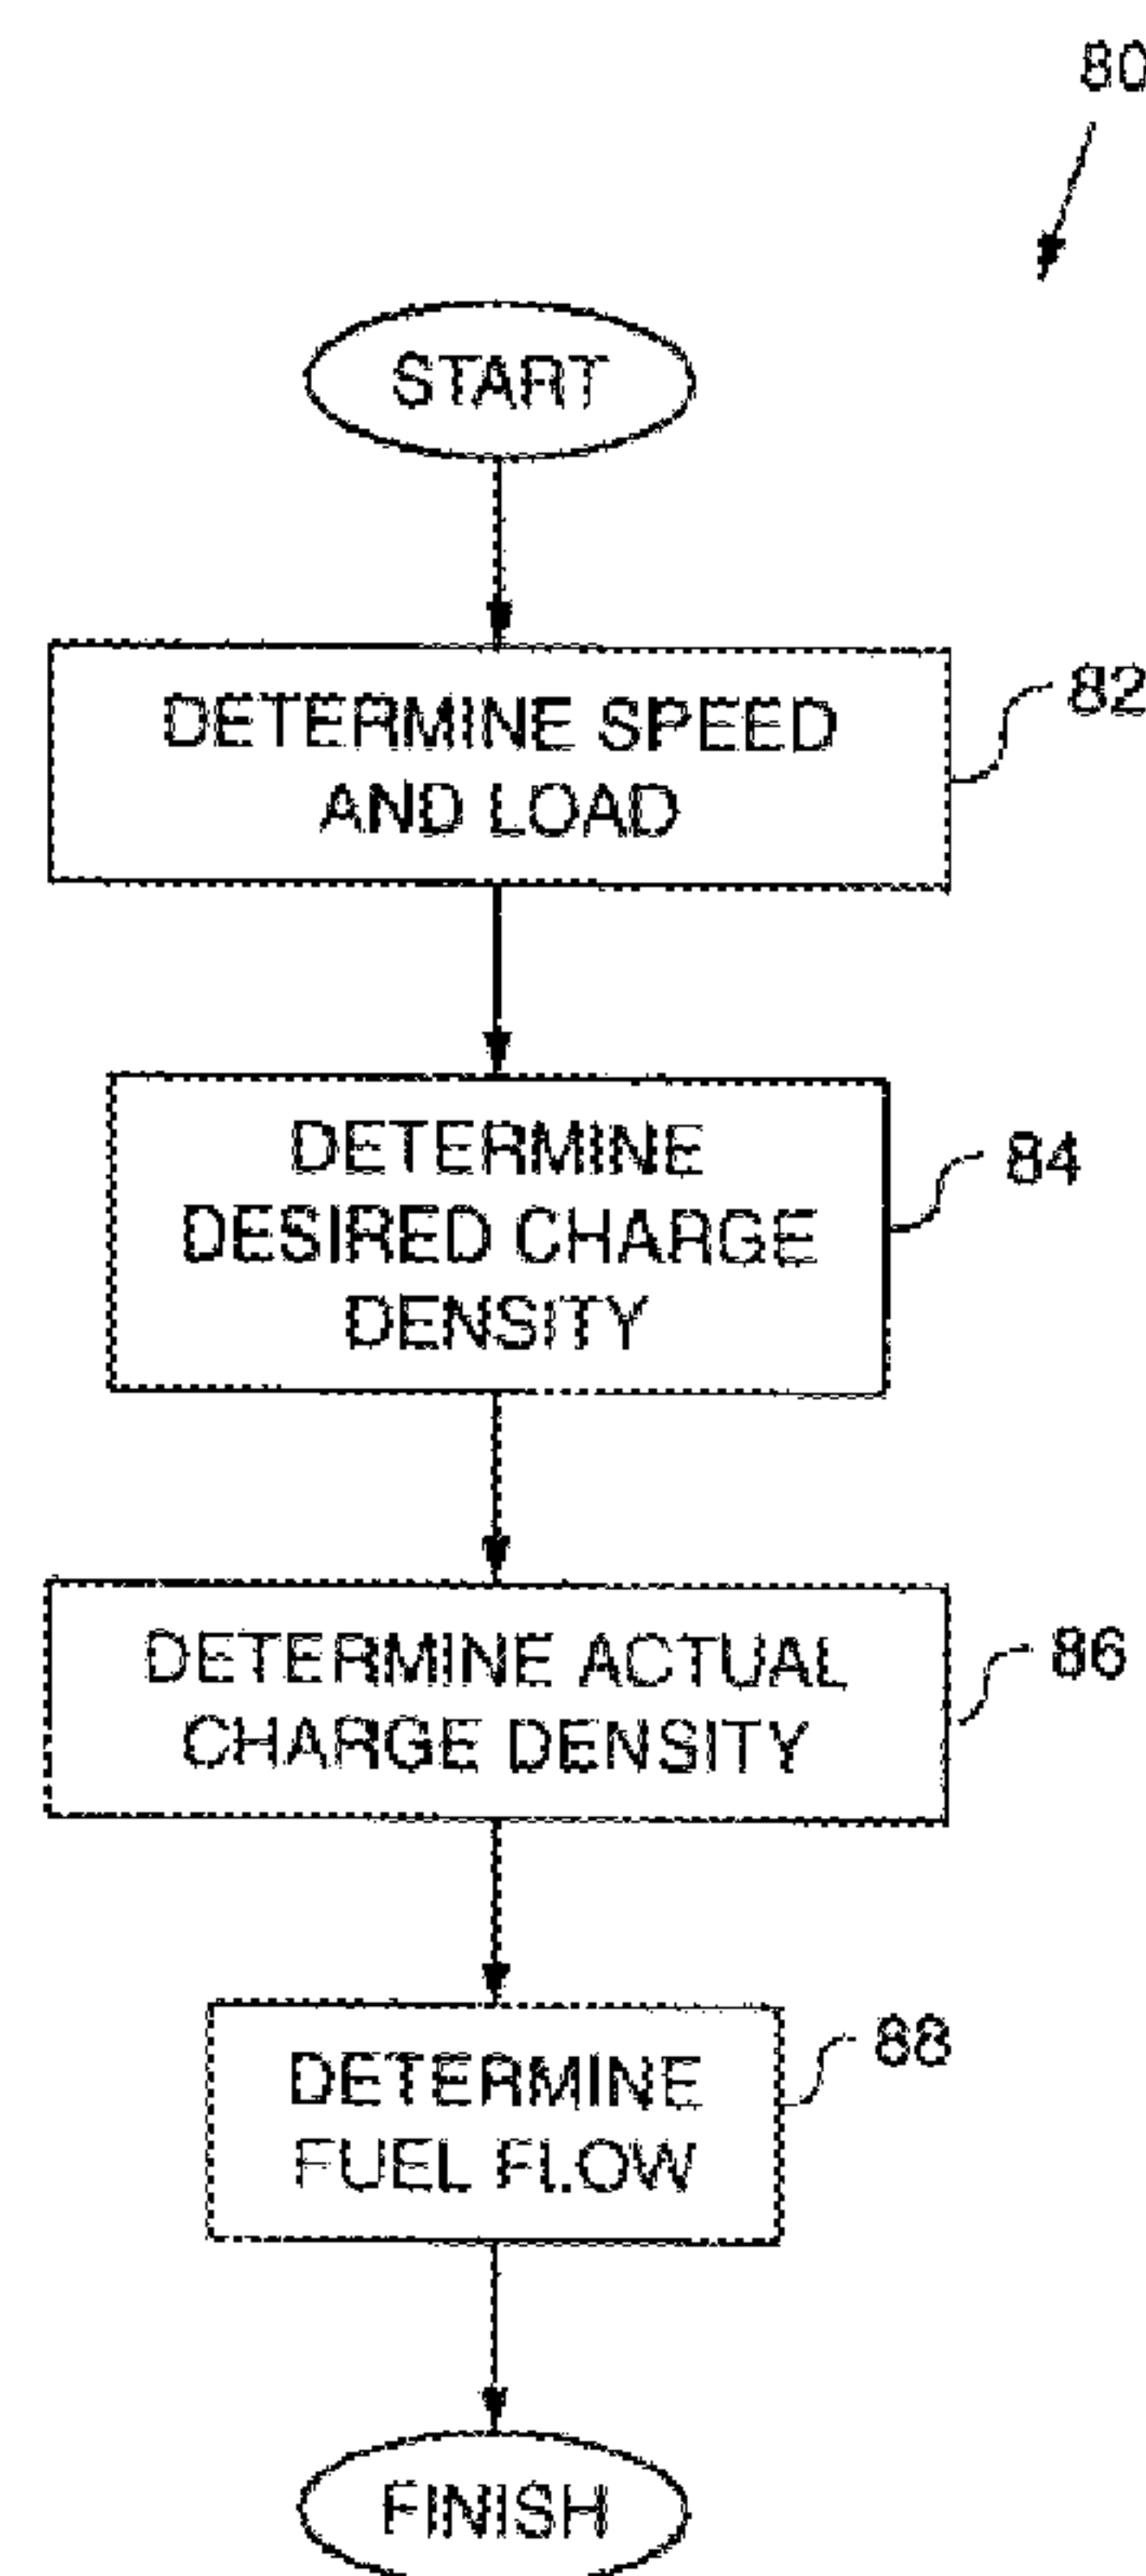 80
START
DETERMINE SPEED
AND LOAD
82
DETERMINE
DESIRED CHARGE
DENSITY
84
DETERMINE ACTUAL
CHARGE DENSITY
86
DETERMINE
FUEL FLOW
88
FINISH